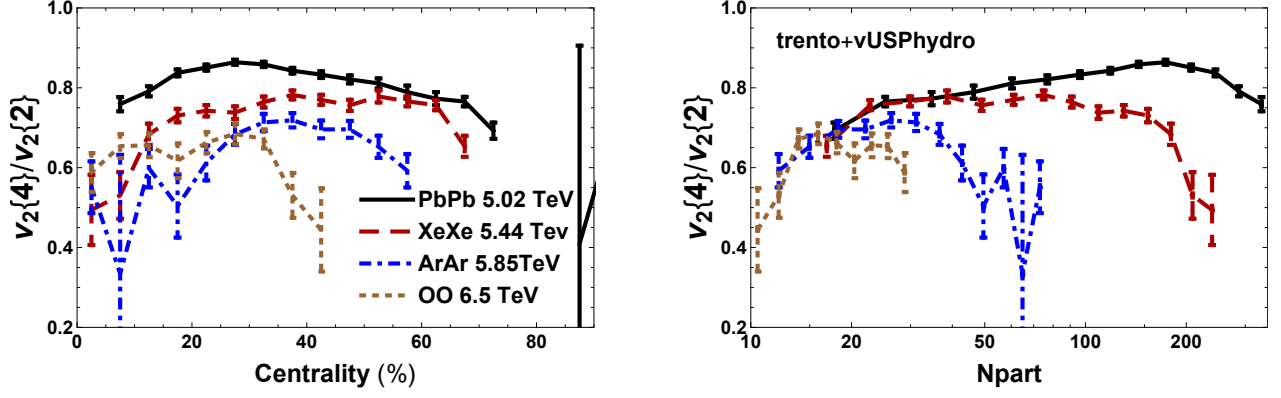 1.0
0.8
0.6
0.4
0.2
v₂{4}/v₂{2}
0 20 40 60 80
Centrality (%)
PbPb 5.02 TeV
XeXe 5.44 Tev
ArAr 5.85TeV
OO 6.5 TeV
trento+vUSPhydro
1.0
0.8
0.6
0.4
0.2
v₂{4}/v₂{2}
10 20 50 100 200
Npart